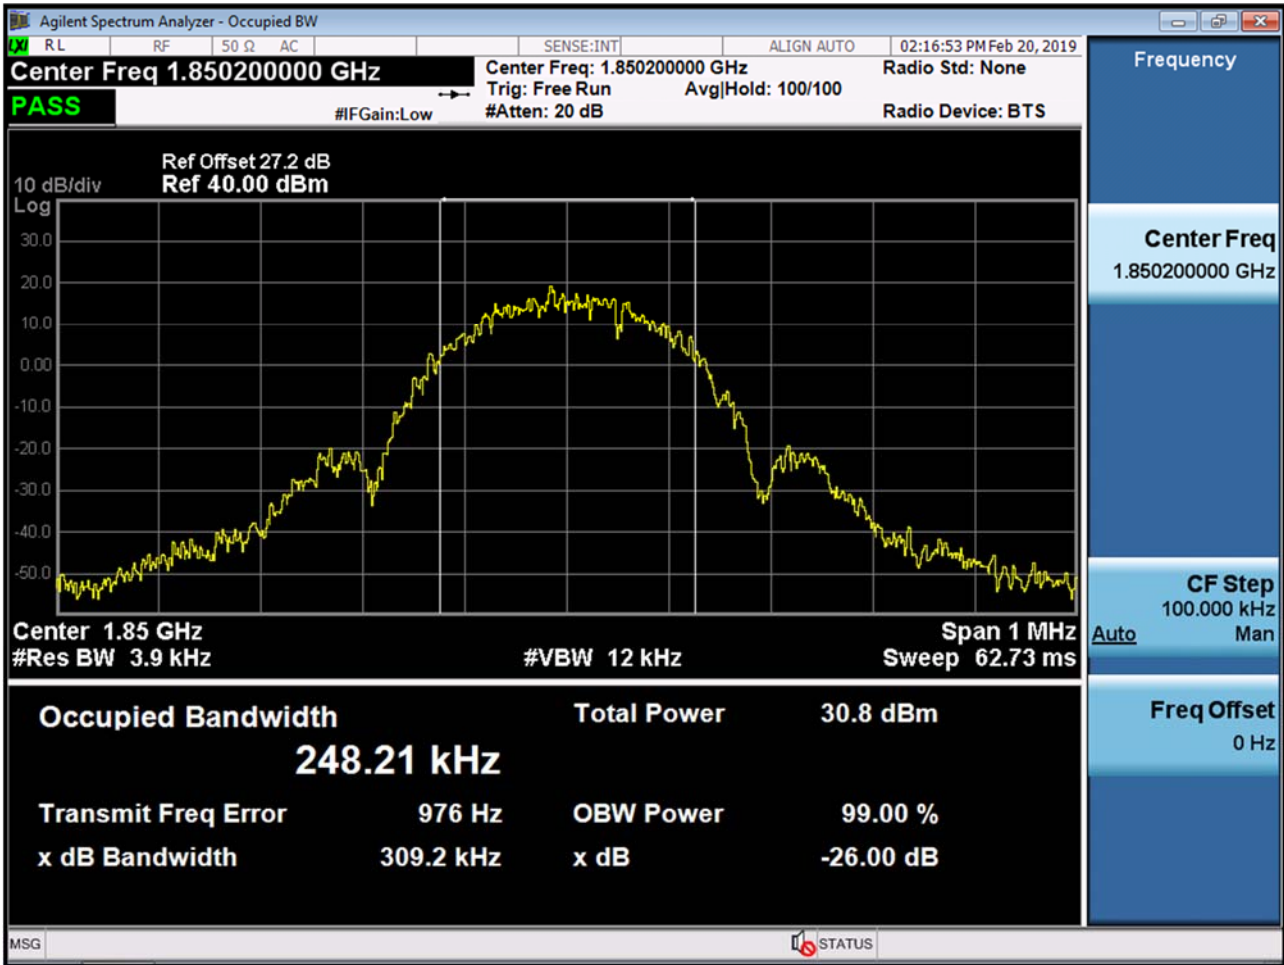 Agilent Spectrum Analyzer - Occupied BW
LXI RL RF 50 Ω AC SENSE:INT ALIGN AUTO 02:16:53 PM Feb 20, 2019
Center Freq 1.850200000 GHz
Center Freq: 1.850200000 GHz
Radio Std: None
Trig: Free Run Avg|Hold: 100/100
PASS
#IFGain:Low
#Atten: 20 dB
Radio Device: BTS
Ref Offset 27.2 dB
10 dB/div Ref 40.00 dBm
Log
30.0
20.0
10.0
0.00
-10.0
-20.0
-30.0
-40.0
-50.0
Center 1.85 GHz Span 1 MHz
#Res BW 3.9 kHz #VBW 12 kHz Sweep 62.73 ms
Occupied Bandwidth Total Power 30.8 dBm
248.21 kHz
Transmit Freq Error 976 Hz OBW Power 99.00 %
x dB Bandwidth 309.2 kHz x dB -26.00 dB
MSG STATUS
Frequency
Center Freq
1.850200000 GHz
CF Step
100.000 kHz
Auto Man
Freq Offset
0 Hz